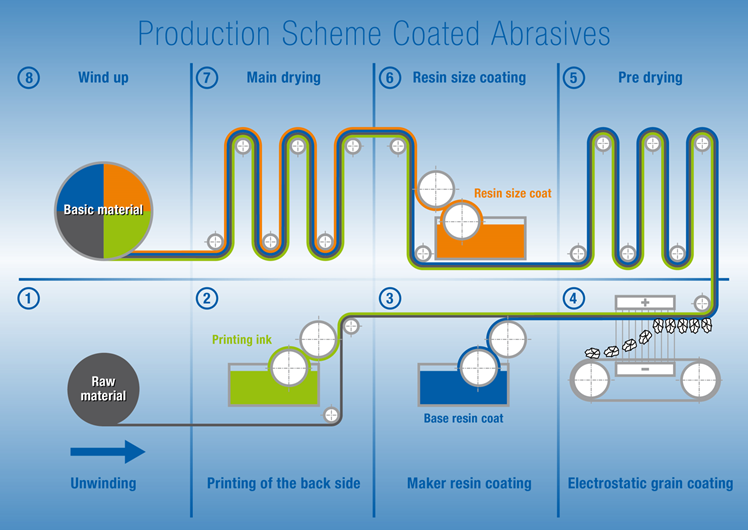 Production Scheme Coated Abrasives
8 Wind up
7 Main drying
6 Resin size coating
5 Pre drying
Basic material
Resin size coat
1
2
3
4
+
Printing ink
-
Raw
material
Base resin coat
Unwinding
Printing of the back side
Maker resin coating
Electrostatic grain coating